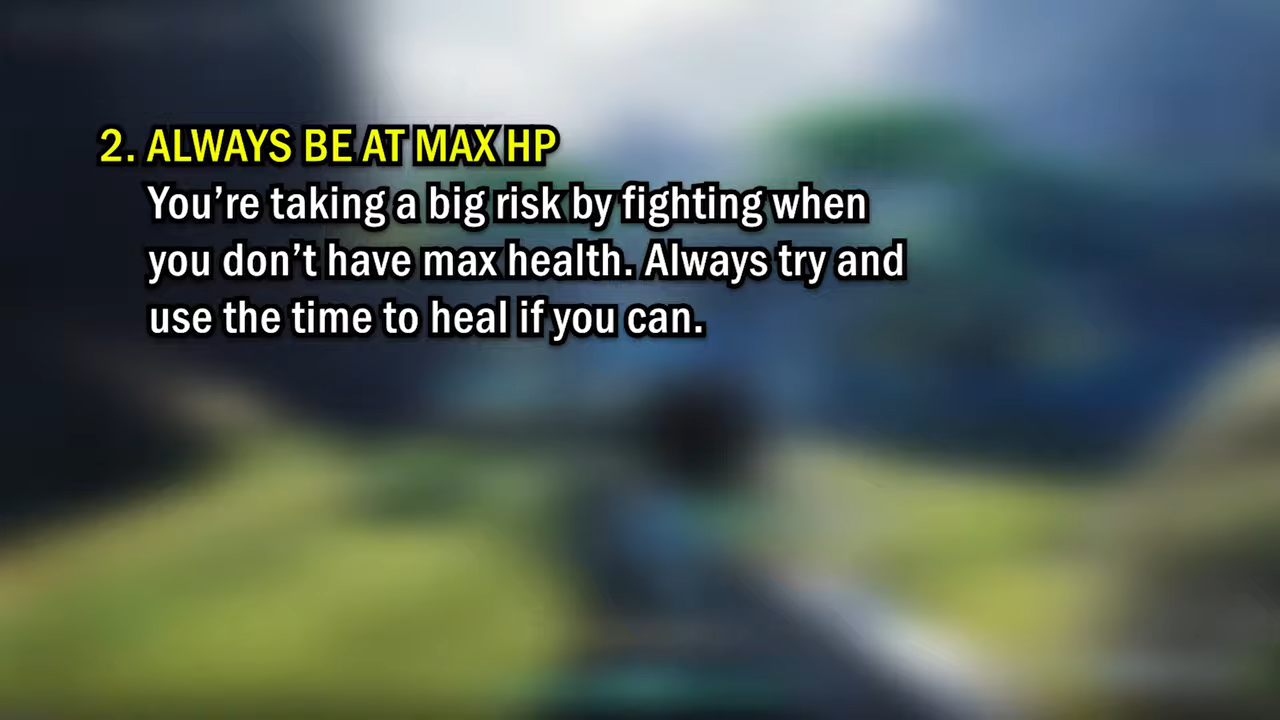 2. ALWAYS BE AT MAX HP
You’re taking a big risk by fighting when
you don’t have max health. Always try and
use the time to heal if you can.